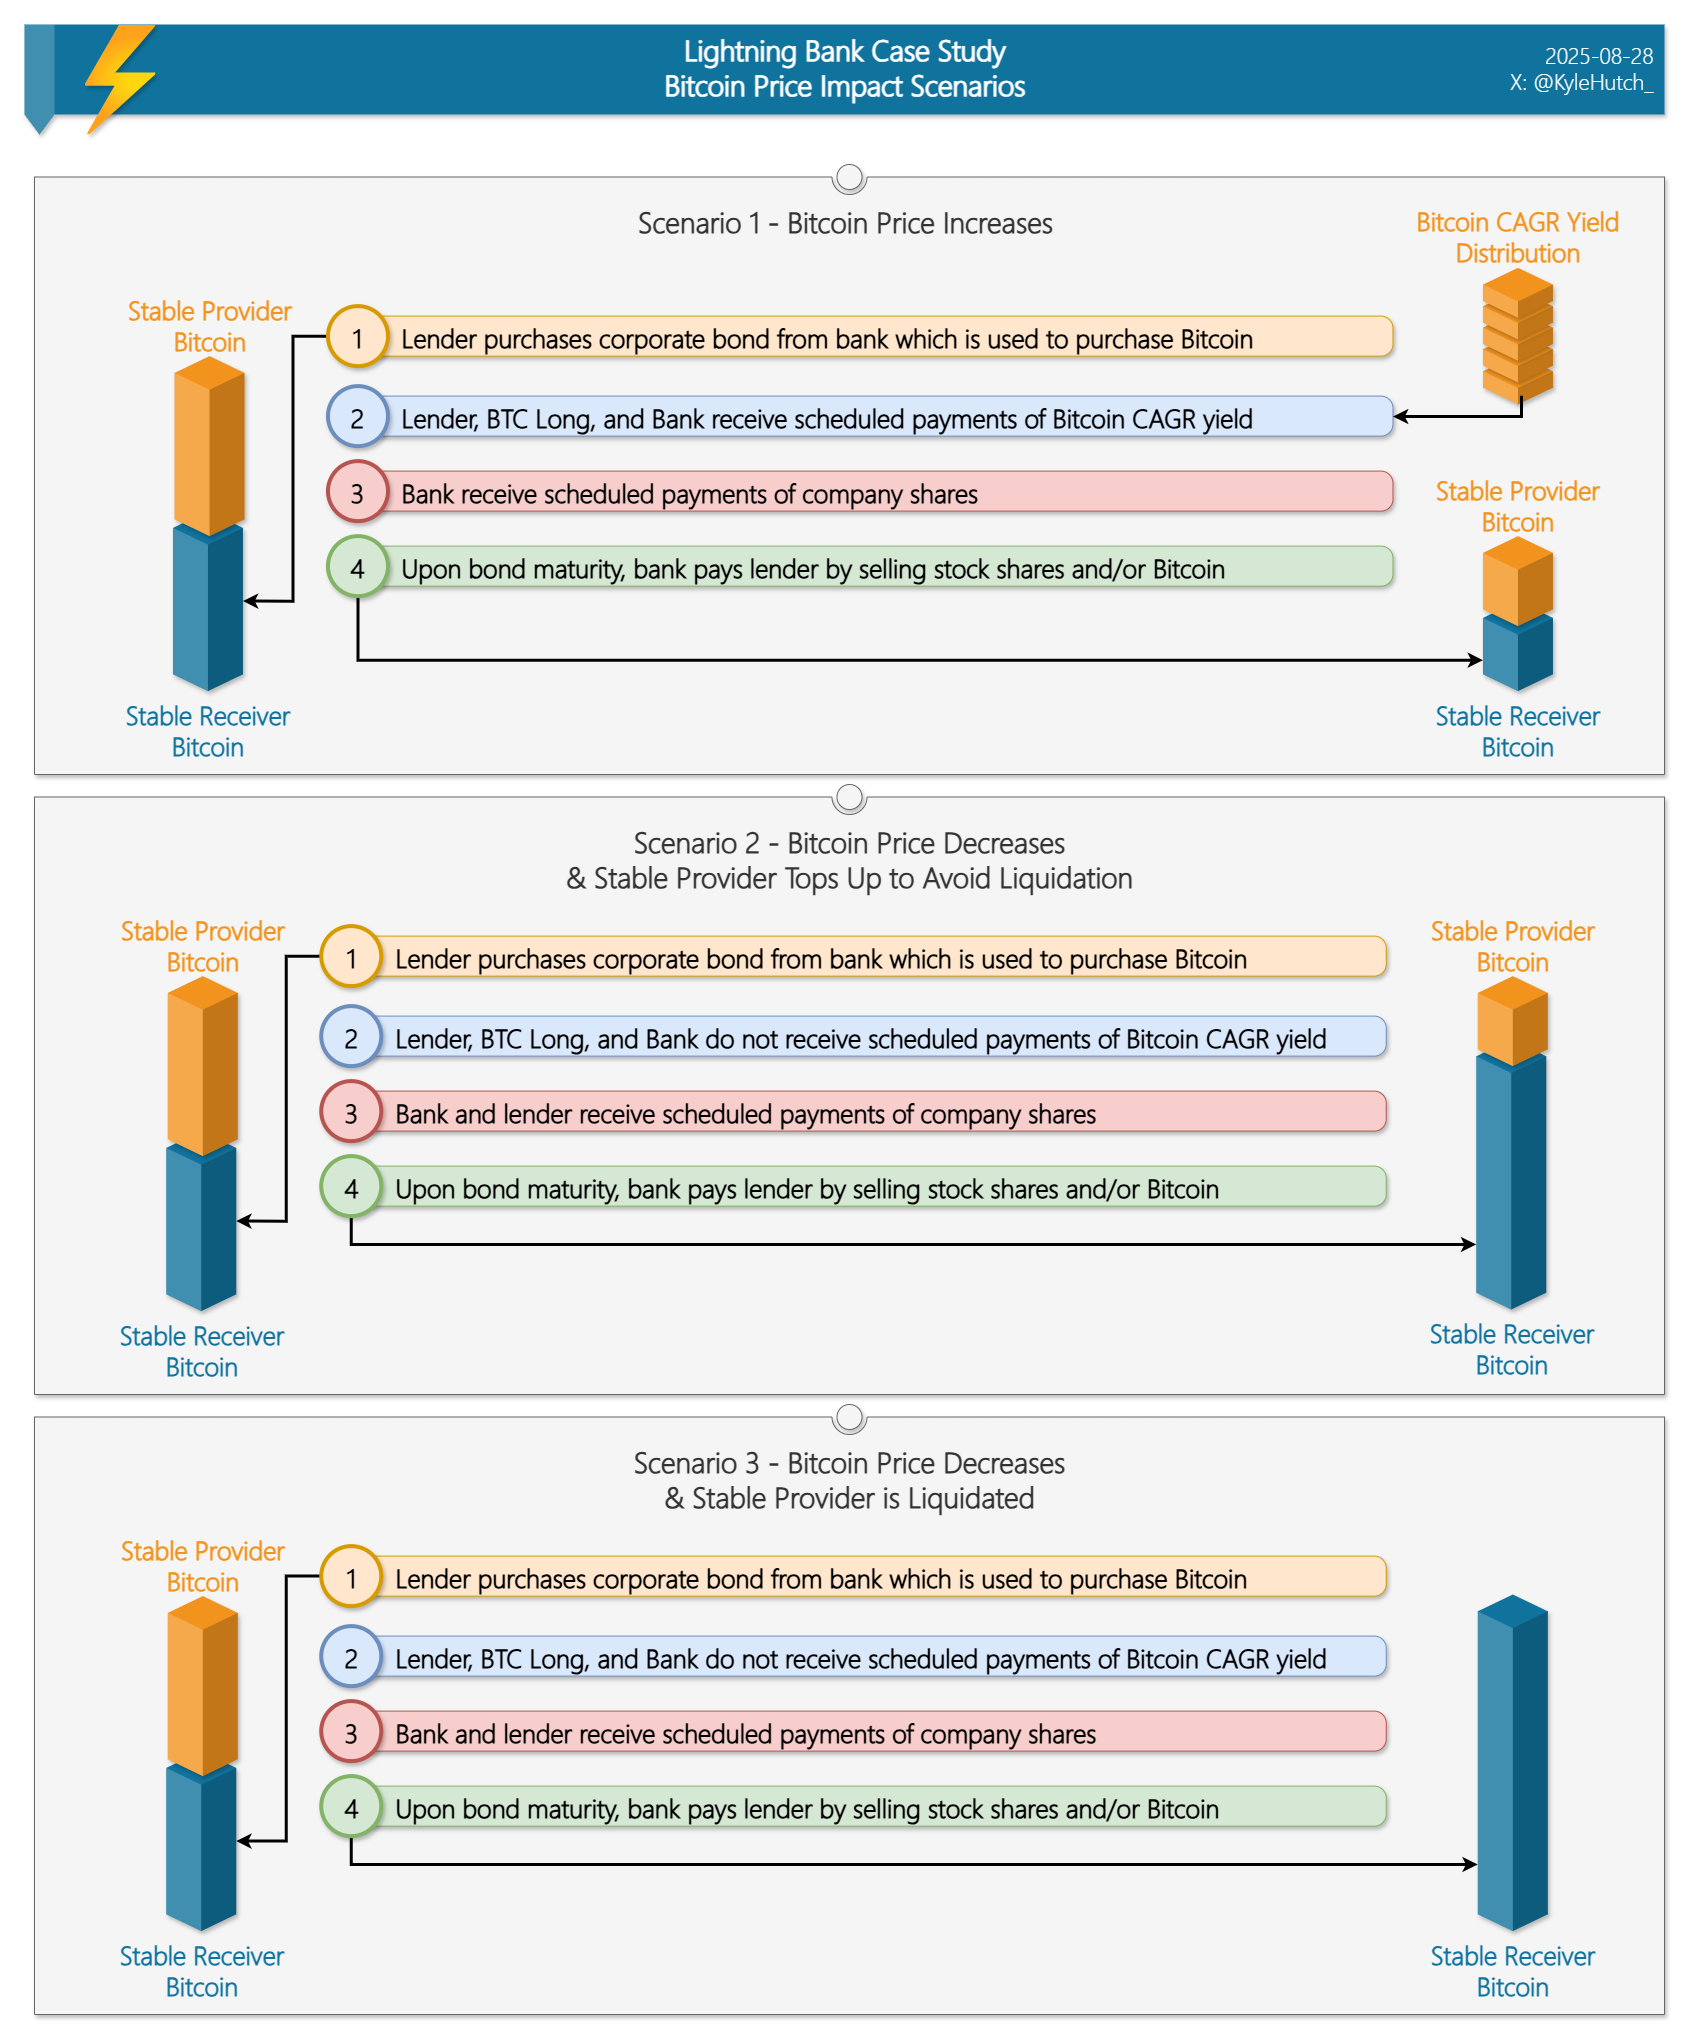 Lightning Bank Case Study
Bitcoin Price Impact Scenarios
2025-08-28
X: @KyleHutch_
Scenario 1 - Bitcoin Price Increases
Bitcoin CAGR Yield
Distribution
Stable Provider
Bitcoin
1 Lender purchases corporate bond from bank which is used to purchase Bitcoin
2 Lender, BTC Long, and Bank receive scheduled payments of Bitcoin CAGR yield
3 Bank receive scheduled payments of company shares
Stable Provider
Bitcoin
4 Upon bond maturity, bank pays lender by selling stock shares and/or Bitcoin
Stable Receiver
Bitcoin
Stable Receiver
Bitcoin
Scenario 2 - Bitcoin Price Decreases
& Stable Provider Tops Up to Avoid Liquidation
Stable Provider
Bitcoin
Stable Provider
Bitcoin
1 Lender purchases corporate bond from bank which is used to purchase Bitcoin
2 Lender, BTC Long, and Bank do not receive scheduled payments of Bitcoin CAGR yield
3 Bank and lender receive scheduled payments of company shares
4 Upon bond maturity, bank pays lender by selling stock shares and/or Bitcoin
Stable Receiver
Bitcoin
Stable Receiver
Bitcoin
Scenario 3 - Bitcoin Price Decreases
& Stable Provider is Liquidated
Stable Provider
Bitcoin
1 Lender purchases corporate bond from bank which is used to purchase Bitcoin
2 Lender, BTC Long, and Bank do not receive scheduled payments of Bitcoin CAGR yield
3 Bank and lender receive scheduled payments of company shares
4 Upon bond maturity, bank pays lender by selling stock shares and/or Bitcoin
Stable Receiver
Bitcoin
Stable Receiver
Bitcoin